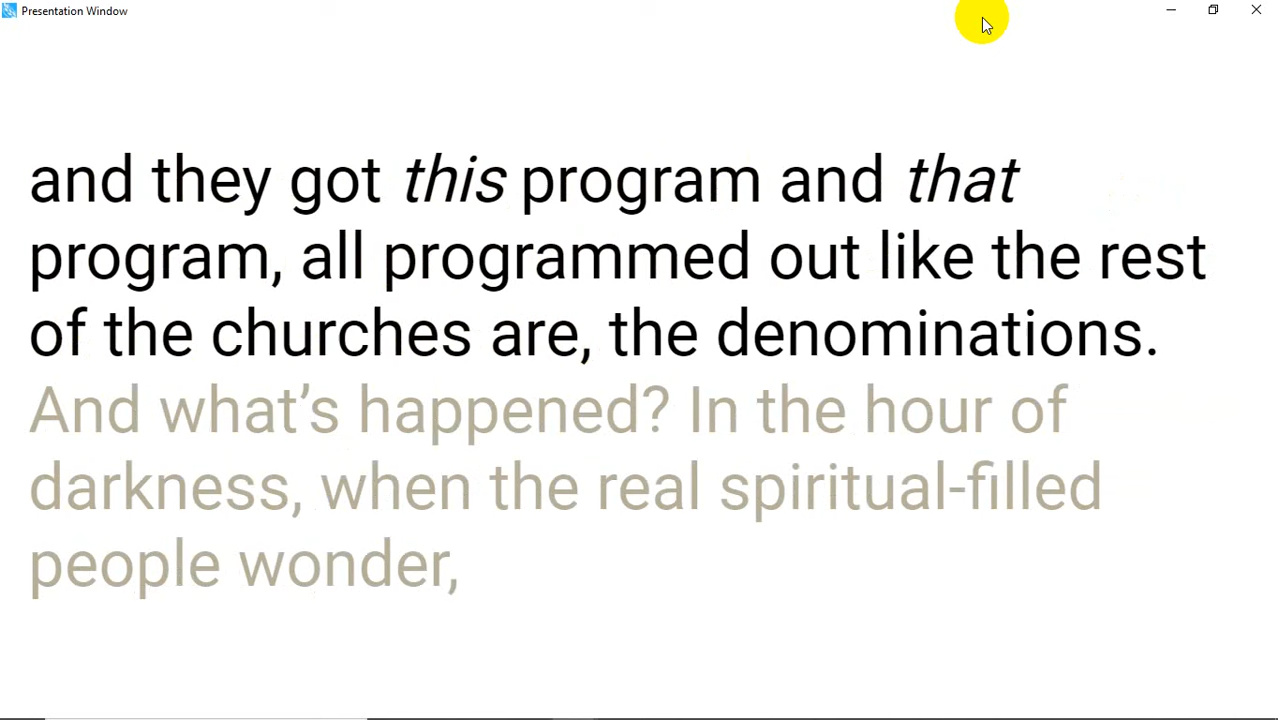 Presentation Window
and they got this program and that
program, all programmed out like the rest
of the churches are, the denominations.
And what’s happened? In the hour of
darkness, when the real spiritual-filled
people wonder,